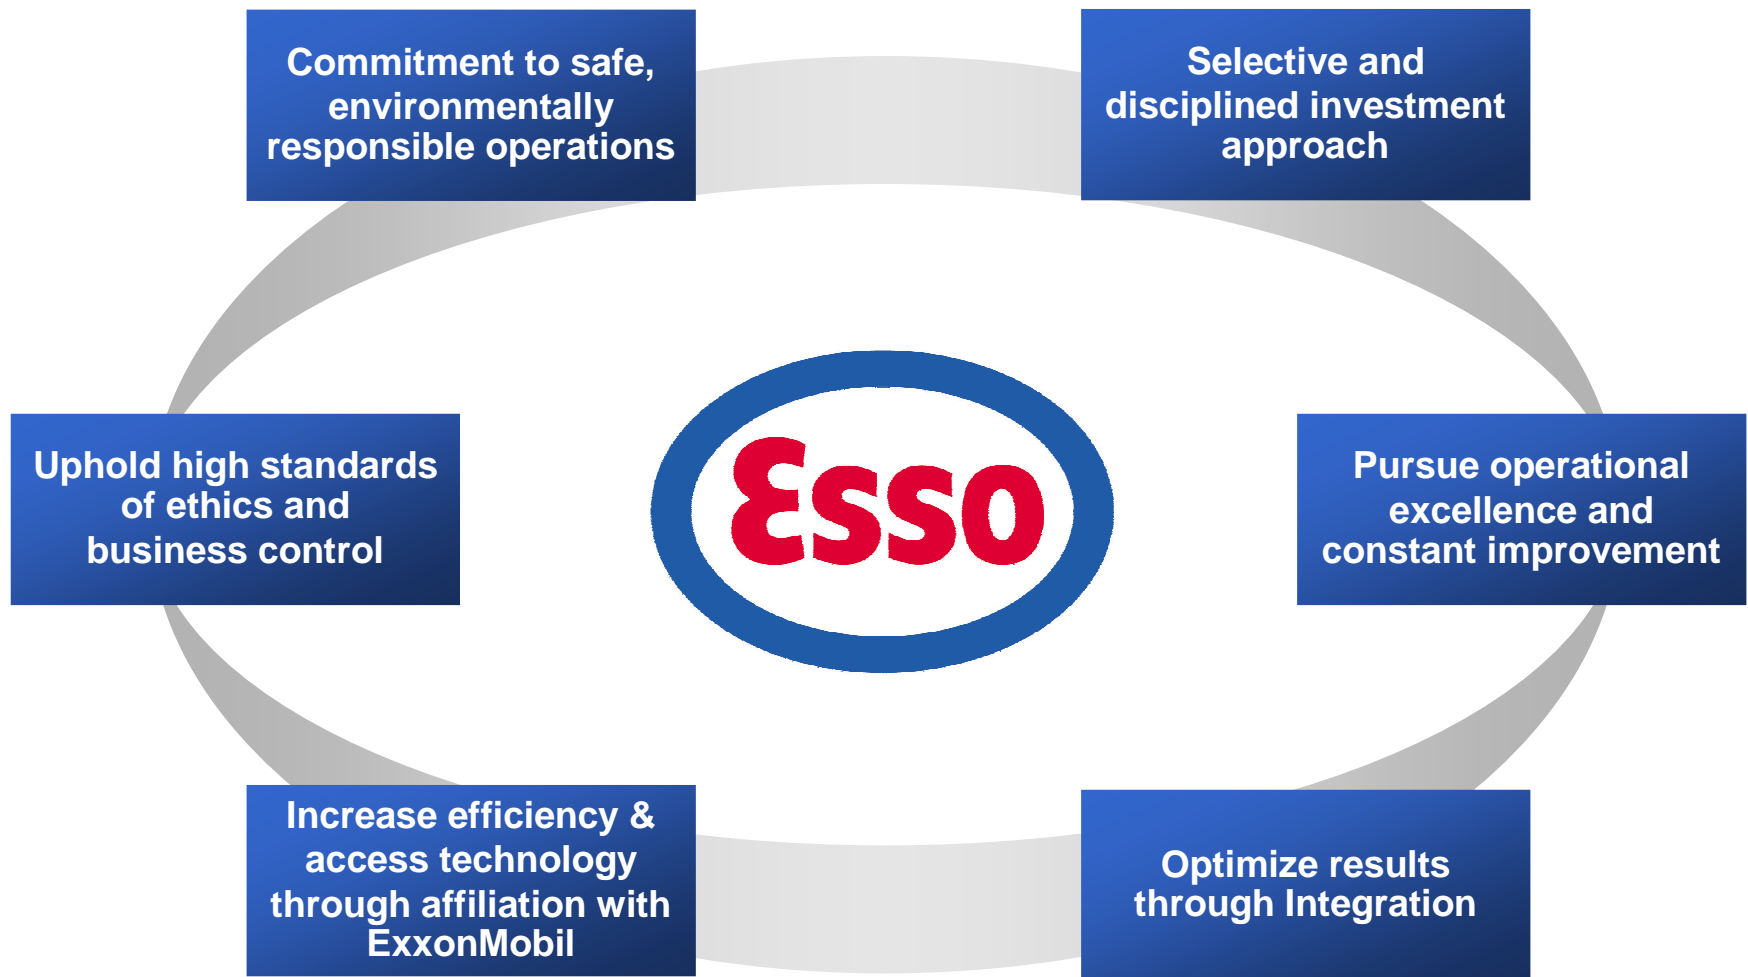 Commitment to safe,
environmentally
responsible operations
Selective and
disciplined investment
approach
Uphold high standards
of ethics and
business control
Esso
Pursue operational
excellence and
constant improvement
Increase efficiency &
access technology
through affiliation with
ExxonMobil
Optimize results
through Integration